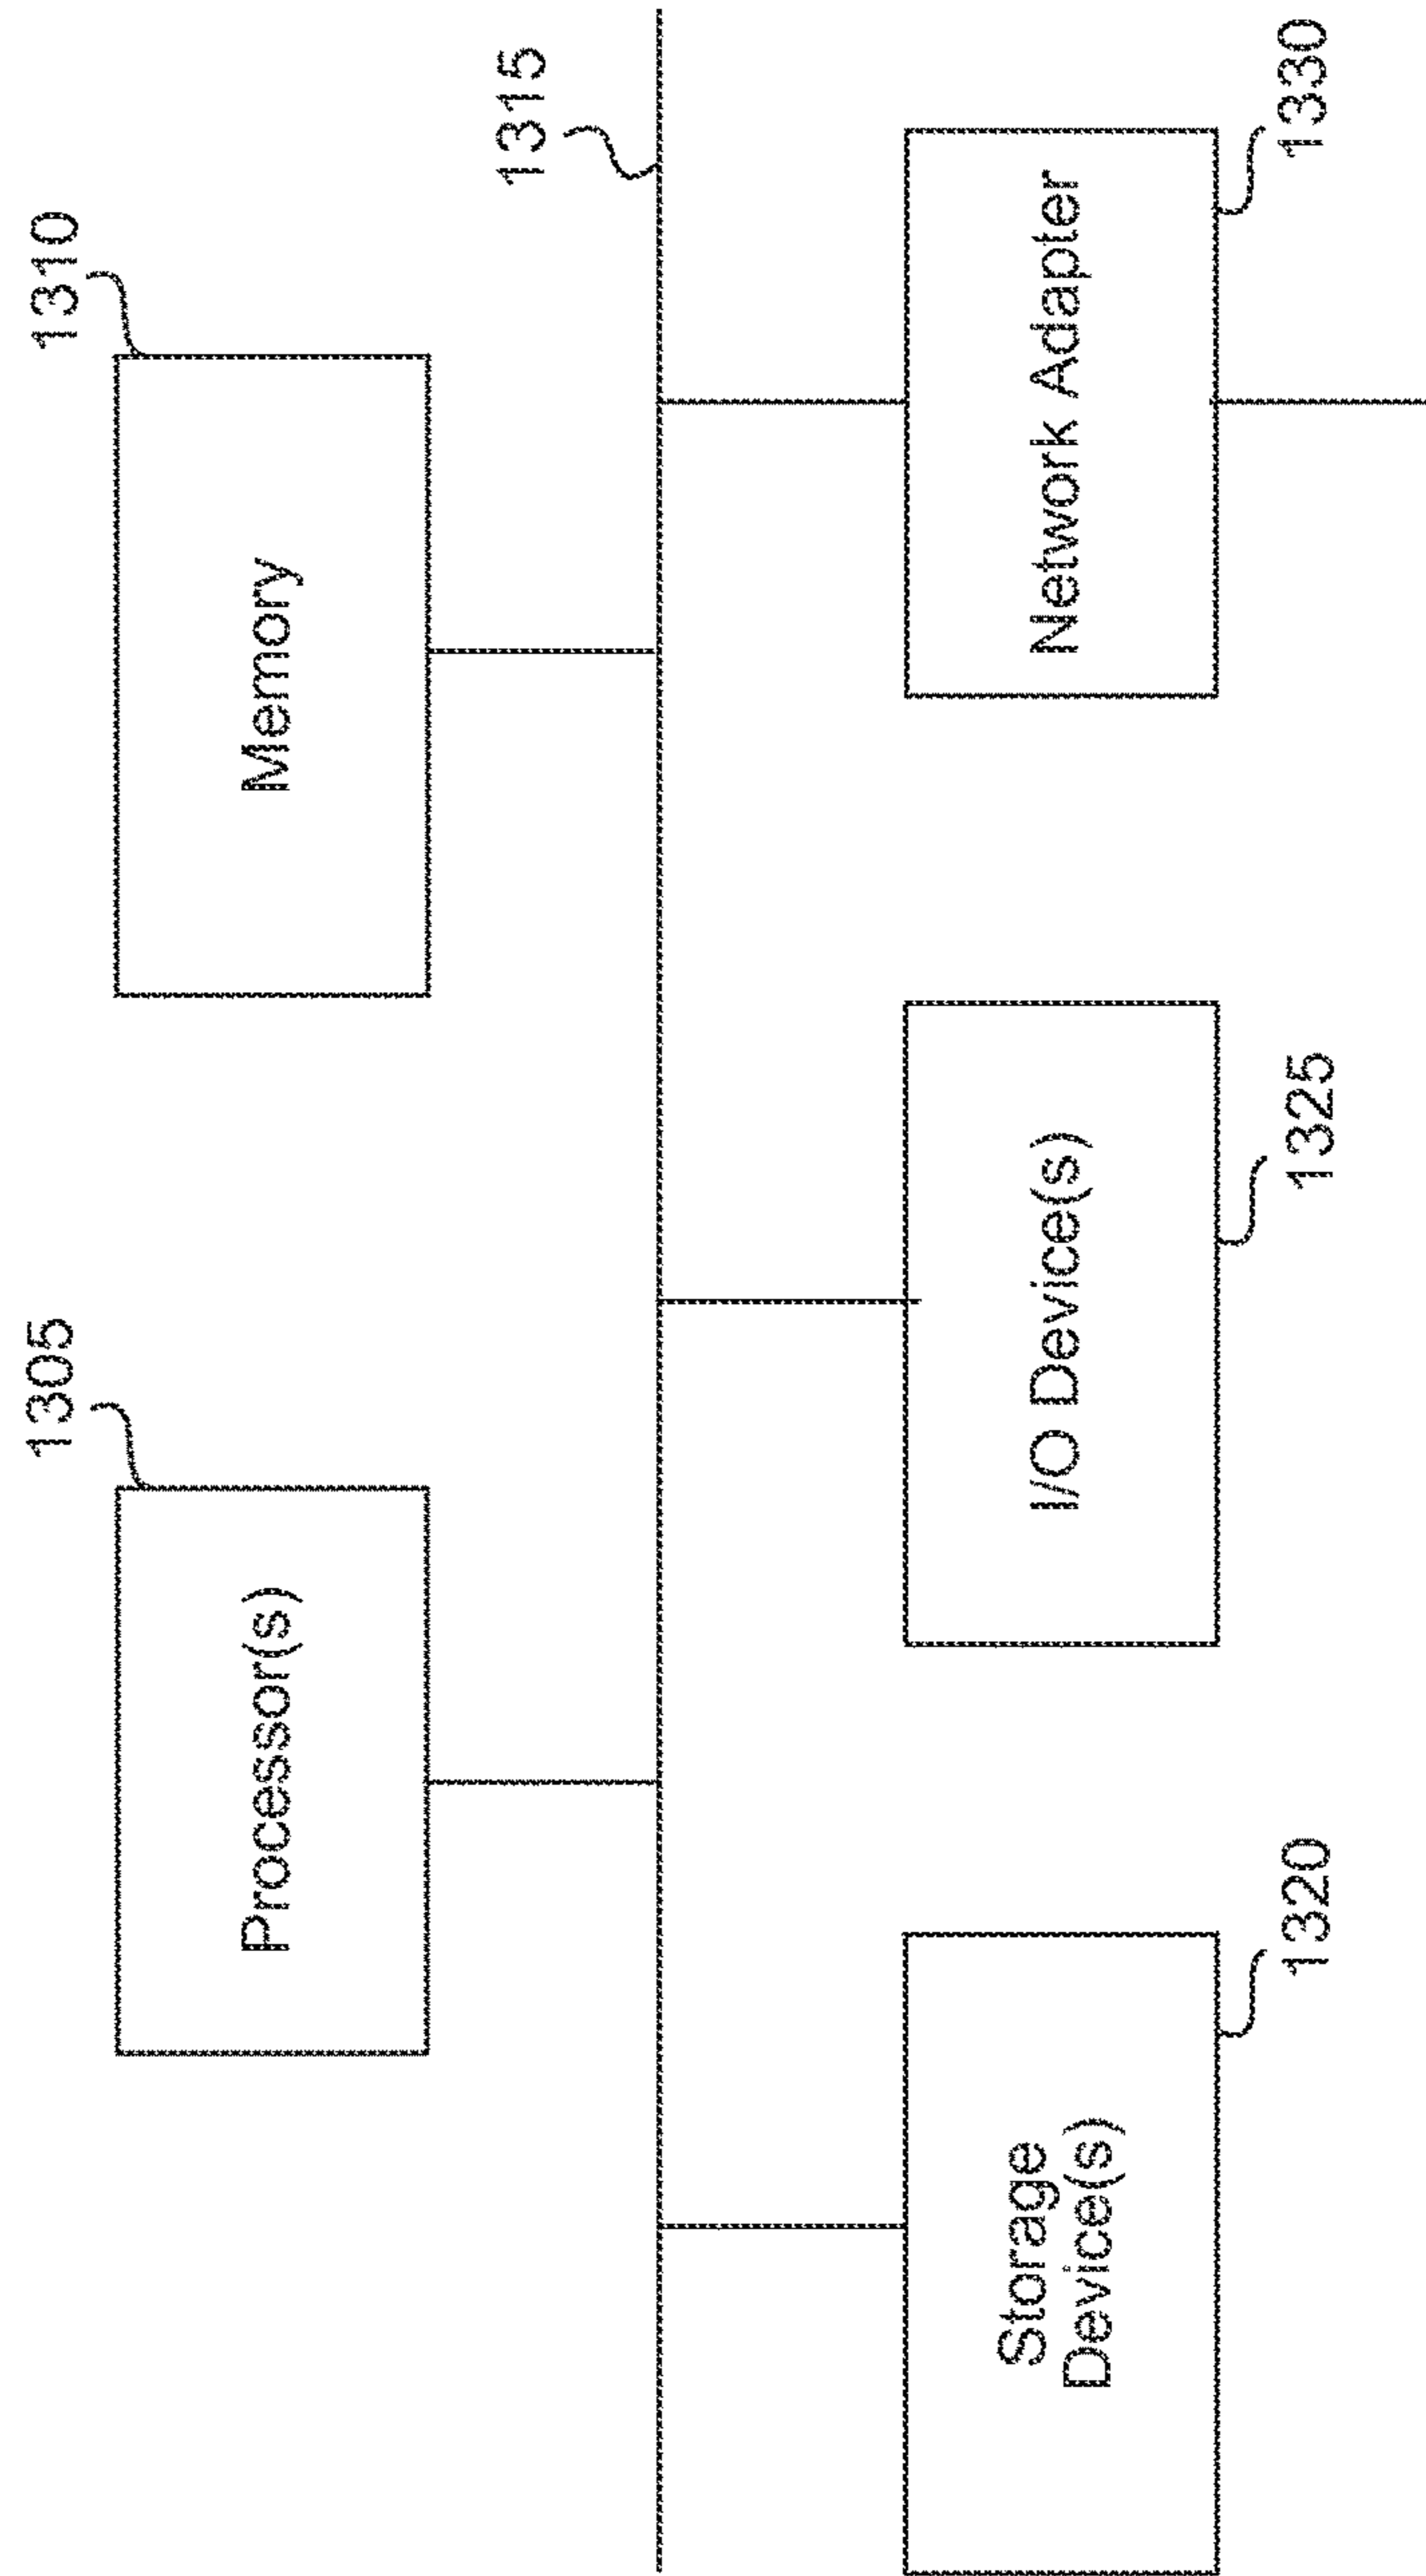 1305
1310
Processor(s)
Memory
1315
Storage
Device(s)
I/O Device(s)
Network Adapter
1320
1325
1330